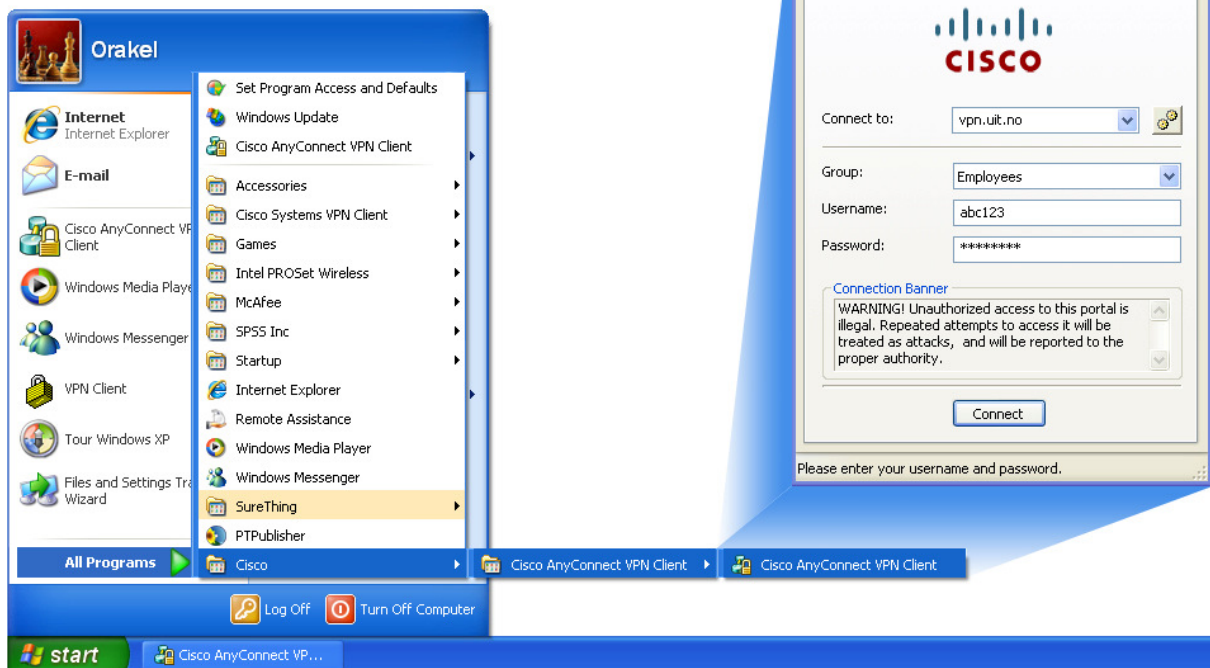 Orakel
Internet
Internet Explorer
E-mail
Cisco AnyConnect
Client
Windows Media
Windows Messenger
VPN Client
Tour Windows XP
Files and Settings
Wizard
All Programs
Set Program Access and Defaults
Windows Update
Cisco AnyConnect VPN Client
Accessories
Cisco Systems VPN Client
Games
Intel PROSet Wireless
McAfee
SPSS Inc
Startup
Internet Explorer
Remote Assistance
Windows Media Player
Windows Messenger
SureThing
PTPublisher
Cisco
Cisco AnyConnect VPN Client
Cisco AnyConnect VPN Client
Log Off
Turn Off Computer
start
Cisco AnyConnect VP...
CISCO
Connect to:
vpn.uit.no
Group:
Employees
Username:
abc123
Password:
********
Connection Banner
WARNING! Unauthorized access to this portal is
illegal. Repeated attempts to access it will be
treated as attacks, and will be reported to the
proper authority.
Connect
Please enter your username and password.